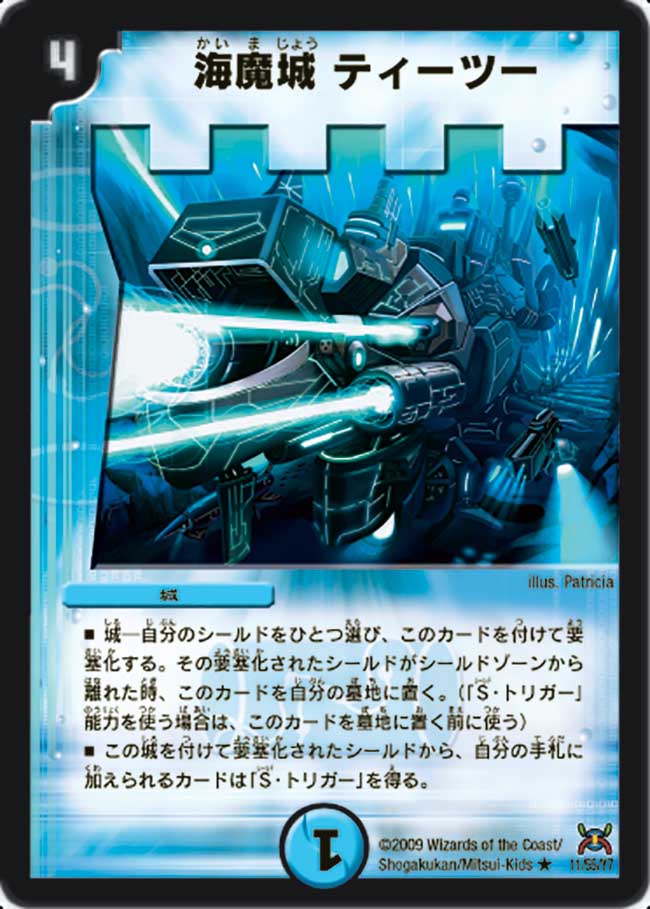 4
かい ま じょう
海魔城 ティーツー
illus. Patricia
城
■ 城─自分のシールドをひとつ選び、このカードを付けて要
塞化する。その要塞化されたシールドがシールドゾーンから
離れた時、このカードを自分の墓地に置く。(「S・トリガー」
能力を使う場合は、このカードを墓地に置く前に使う)
■ この城を付けて要塞化されたシールドから、自分の手札に
加えられるカードは「S・トリガー」を得る。
1
©2009 Wizards of the Coast/
Shogakukan/Mitsui-Kids ★ 11/55/Y7